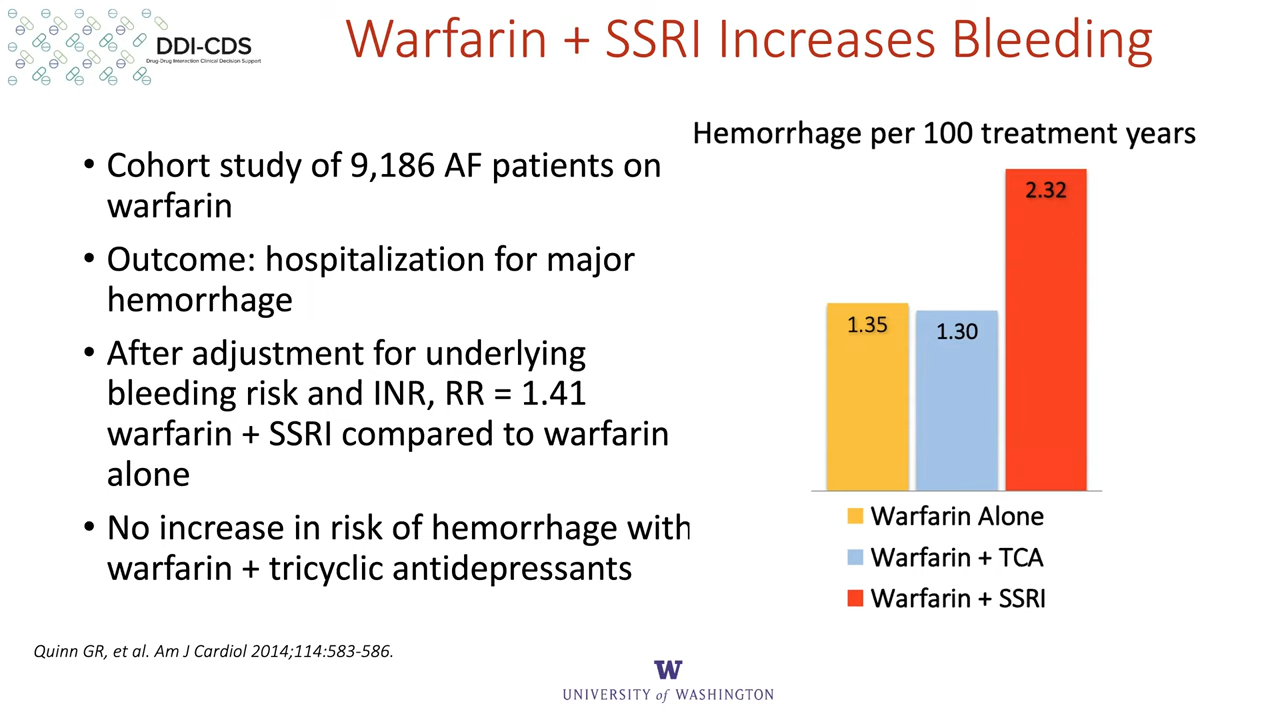 DDI-CDS
Drug-Drug Interaction Clinical Decision Support
Warfarin + SSRI Increases Bleeding
• Cohort study of 9,186 AF patients on
warfarin
• Outcome: hospitalization for major
hemorrhage
• After adjustment for underlying
bleeding risk and INR, RR = 1.41
warfarin + SSRI compared to warfarin
alone
• No increase in risk of hemorrhage with
warfarin + tricyclic antidepressants
Hemorrhage per 100 treatment years
1.35
1.30
2.32
Warfarin Alone
Warfarin + TCA
Warfarin + SSRI
Quinn GR, et al. Am J Cardiol 2014;114:583-586.
W
UNIVERSITY of WASHINGTON